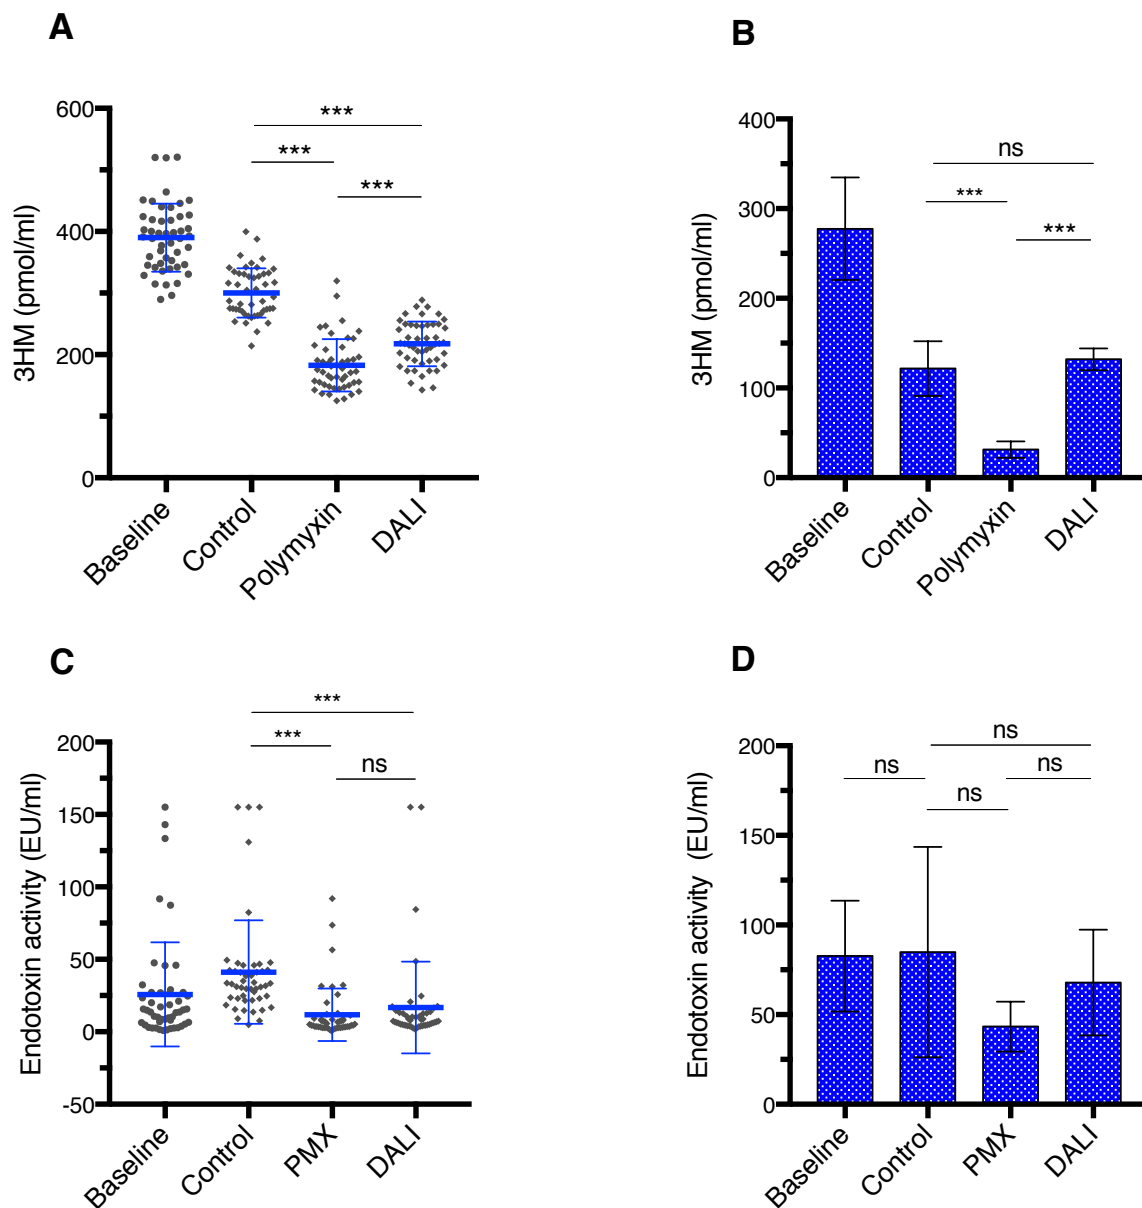 A
600
400
200
0
3HM (pmol/ml)
***
***
***
Baseline
Control
Polymyxin
DALI
B
400
300
200
100
0
3HM (pmol/ml)
ns
***
***
Baseline
Control
Polymyxin
DALI
C
200
150
100
50
0
-50
Endotoxin activity (EU/ml)
***
***
ns
Baseline
Control
PMX
DALI
D
200
150
100
50
0
Endotoxin activity (EU/ml)
ns
ns
ns
ns
Baseline
Control
PMX
DALI